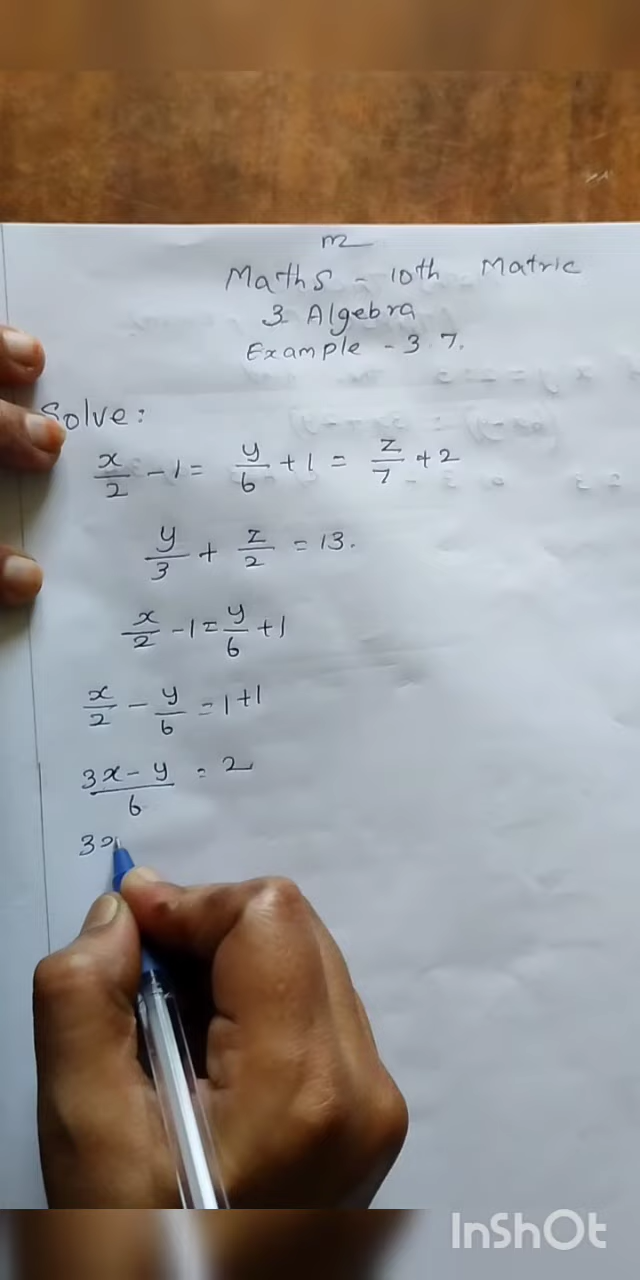 m
Maths - 10th Matric
3 Algebra
Example - 3.7.
Solve:
x/2 - 1 = y/6 + 1 = z/7 + 2
y/3 + z/2 = 13.
x/2 - 1 = y/6 + 1
x/2 - y/6 = 1+1
3x - y/6 = 2
3x
InShOt